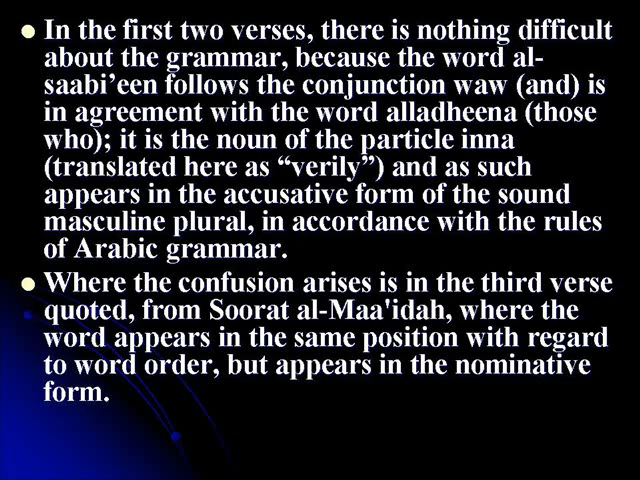 In the first two verses, there is nothing difficult
about the grammar, because the word al-
saabi’een follows the conjunction waw (and) is
in agreement with the word alladheena (those
who); it is the noun of the particle inna
(translated here as “verily”) and as such
appears in the accusative form of the sound
masculine plural, in accordance with the rules
of Arabic grammar.
Where the confusion arises is in the third verse
quoted, from Soorat al-Maa'idah, where the
word appears in the same position with regard
to word order, but appears in the nominative
form.